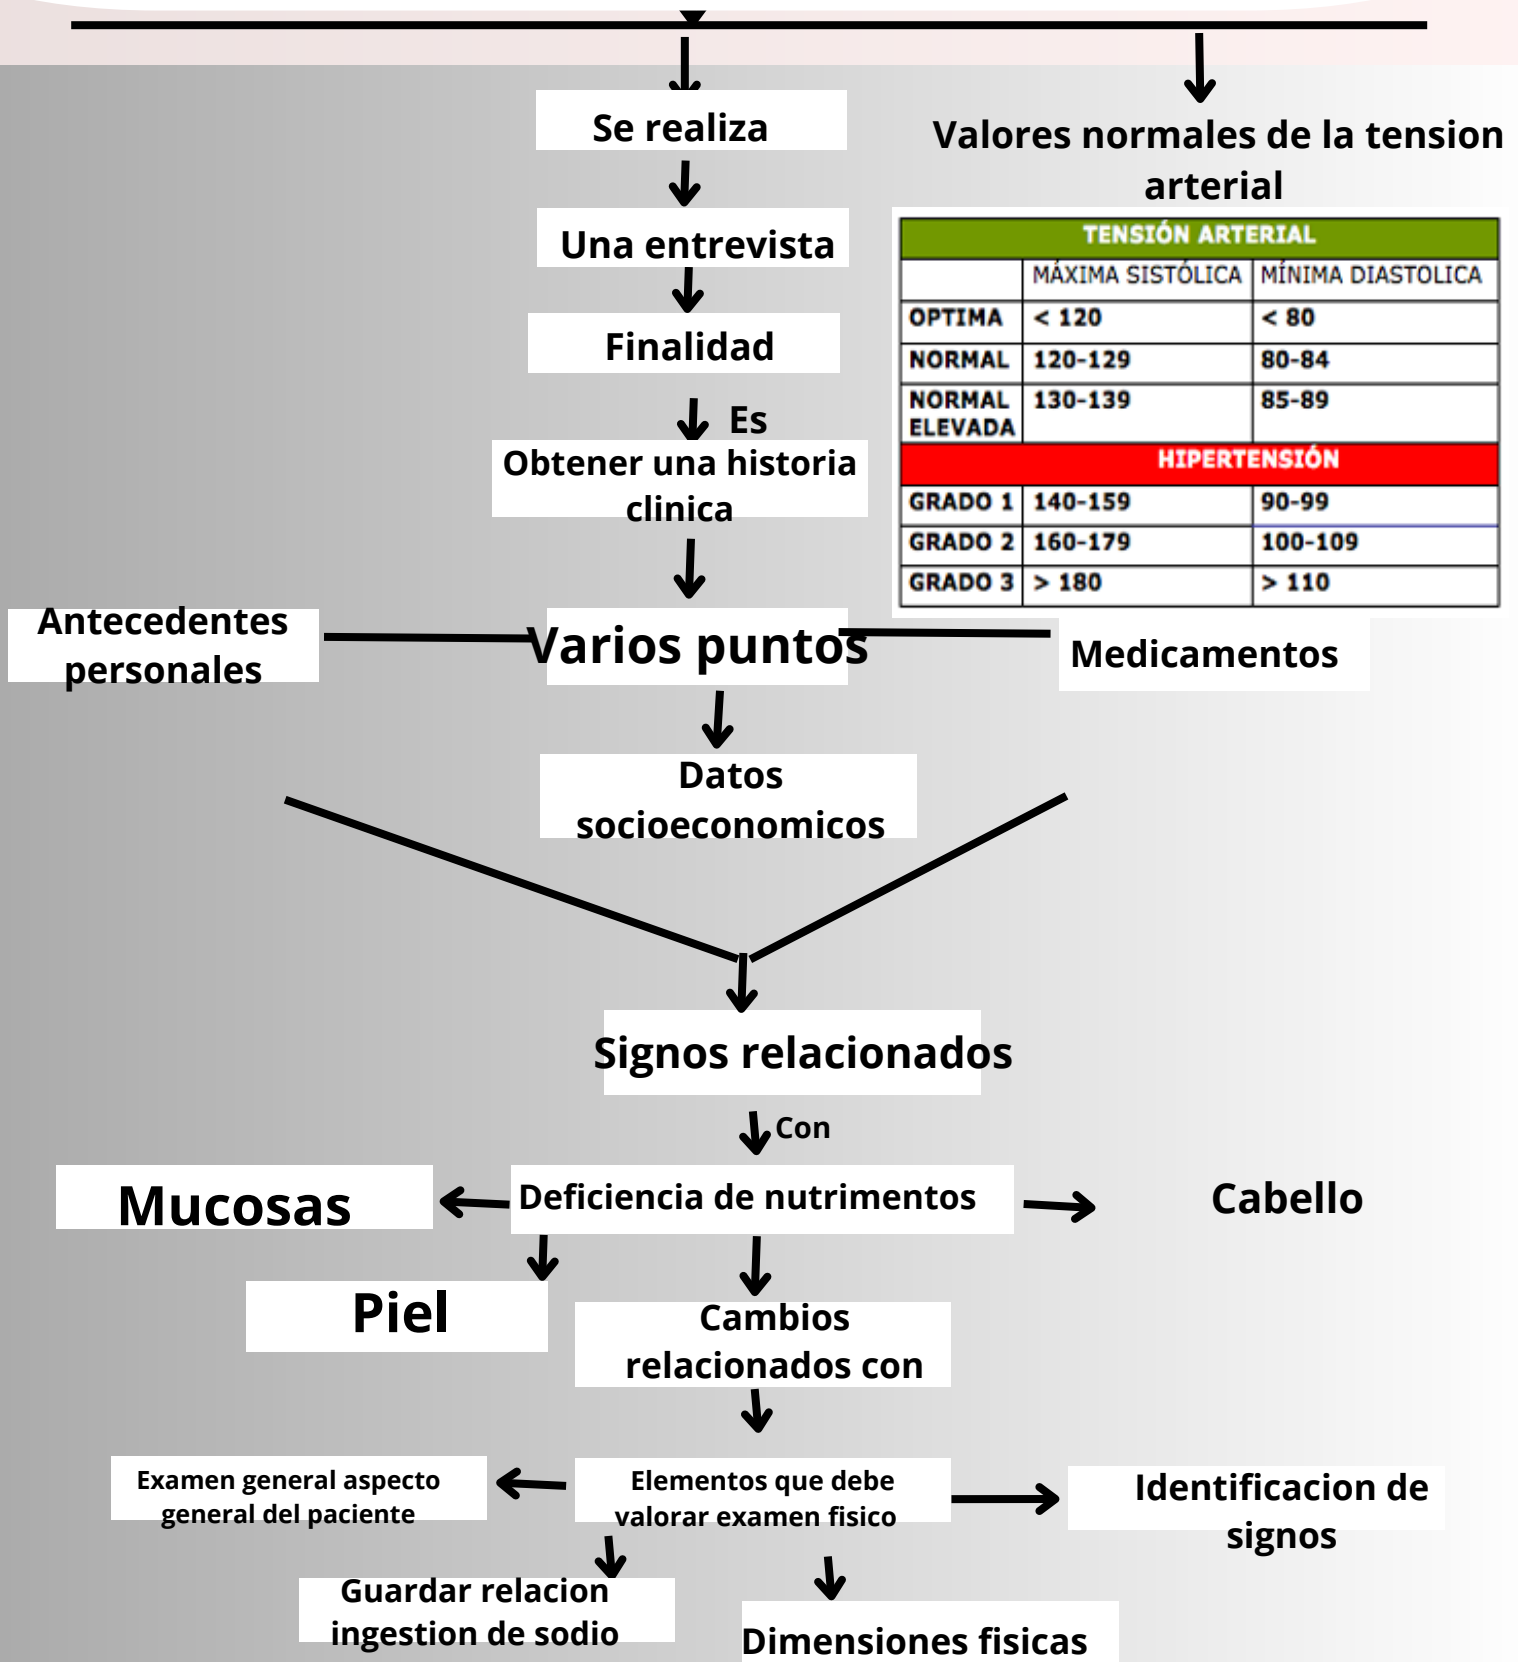 Se realiza
Una entrevista
Finalidad
Es
Obtener una historia
clinica
Valores normales de la tension
arterial
TENSIÓN ARTERIAL
MÁXIMA SISTÓLICA MÍNIMA DIASTOLICA
OPTIMA < 120 < 80
NORMAL 120-129 80-84
NORMAL 130-139 85-89
ELEVADA
HIPERTENSIÓN
GRADO 1 140-159 90-99
GRADO 2 160-179 100-109
GRADO 3 > 180 > 110
Antecedentes
personales
Varios puntos
Medicamentos
Datos
socioeconomicos
Signos relacionados
Con
Mucosas
Deficiencia de nutrimentos
Cabello
Piel
Cambios
relacionados con
Examen general aspecto
general del paciente
Elementos que debe
valorar examen fisico
Identificacion de
signos
Guardar relacion
ingestion de sodio
Dimensiones fisicas